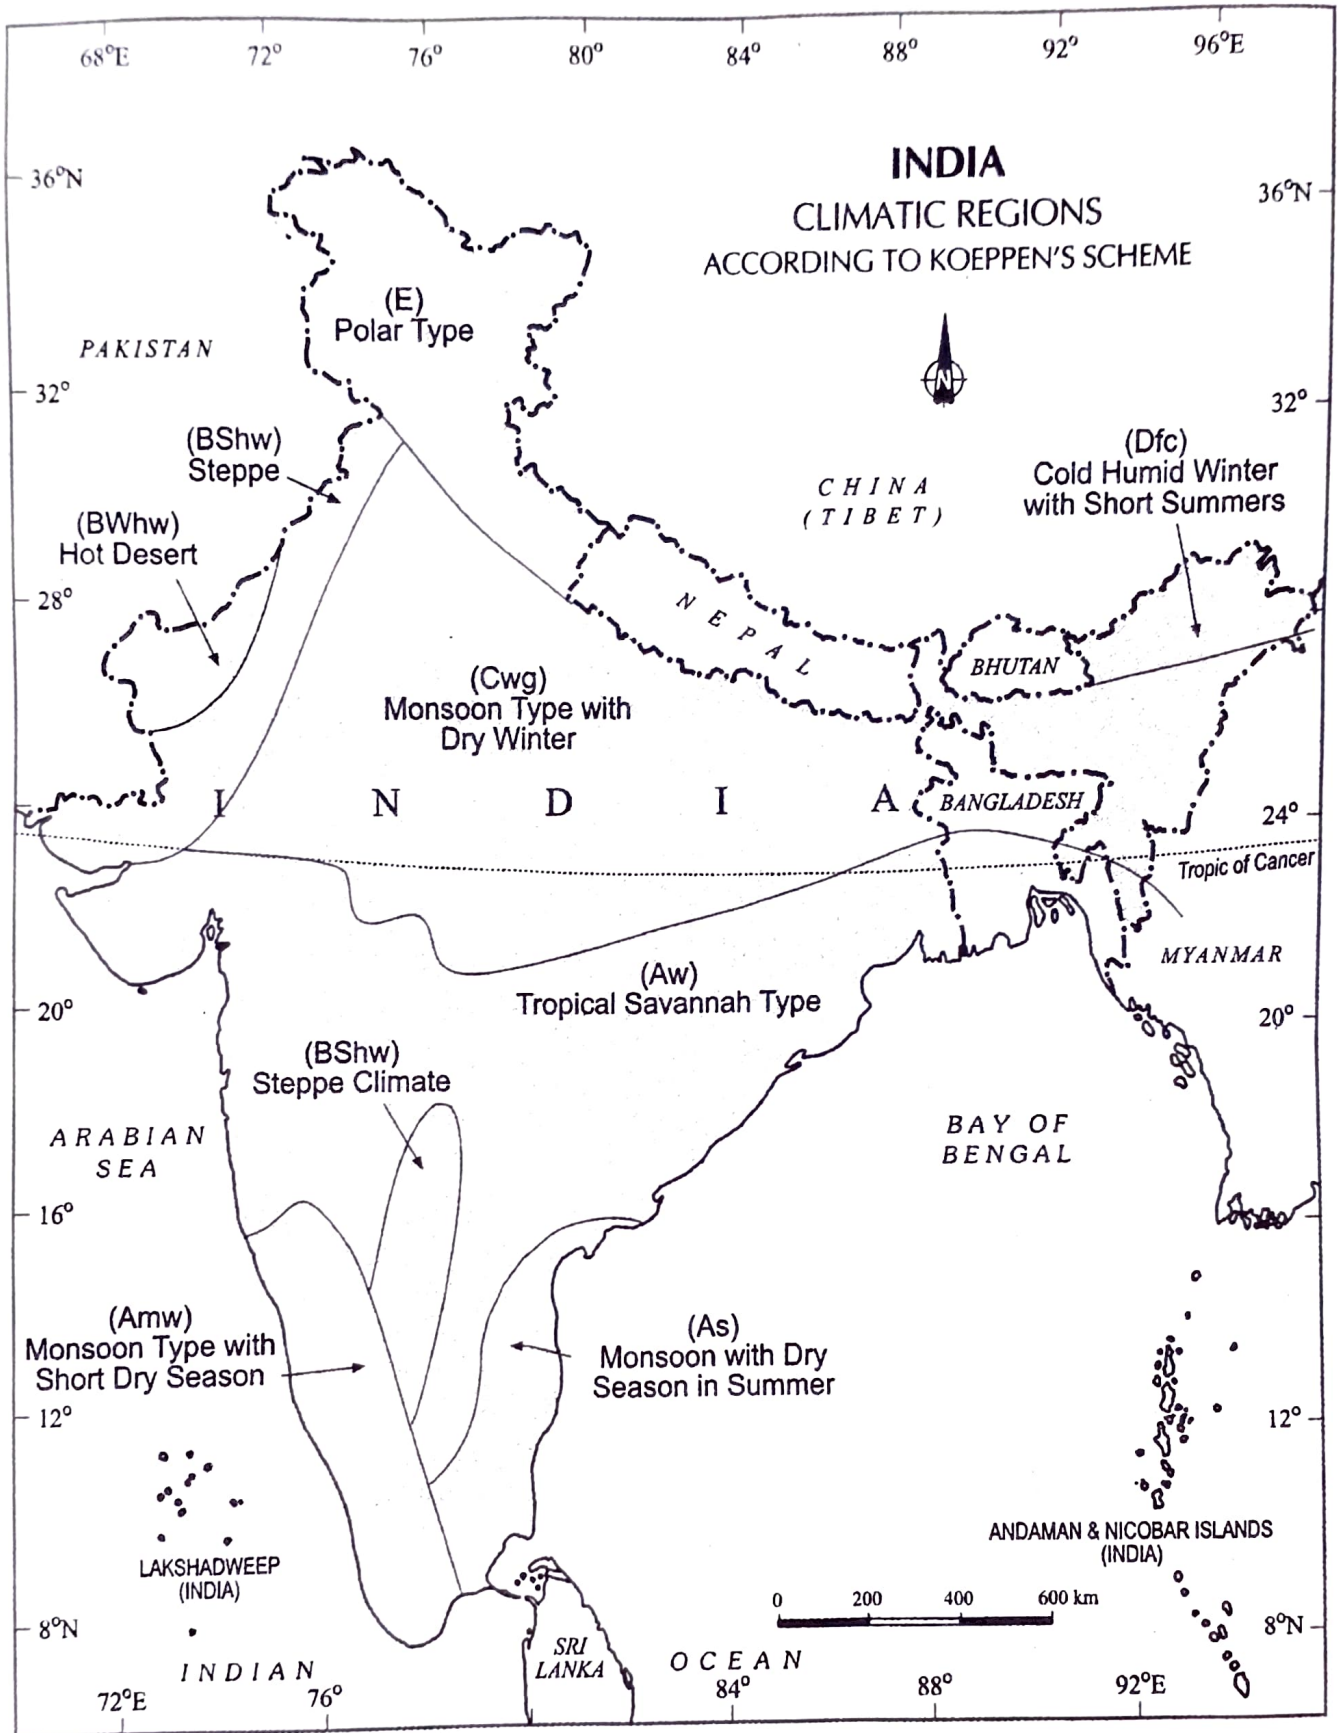 68°E 72° 76° 80° 84° 88° 92° 96°E
INDIA
CLIMATIC REGIONS
ACCORDING TO KOEPPEN'S SCHEME
36°N
36°N
(E)
Polar Type
PAKISTAN
N
32°
32°
(BShw)
Steppe
(Dfc)
Cold Humid Winter
with Short Summers
CHINA
(TIBET)
(BWhw)
Hot Desert
28°
NEPAL
BHUTAN
(Cwg)
Monsoon Type with
Dry Winter
INDIA
BANGLADESH
24°
Tropic of Cancer
MYANMAR
(Aw)
Tropical Savannah Type
20°
20°
(BShw)
Steppe Climate
ARABIAN
SEA
BAY OF
BENGAL
16°
(Amw)
Monsoon Type with
Short Dry Season
(As)
Monsoon with Dry
Season in Summer
12°
12°
LAKSHADWEEP
(INDIA)
ANDAMAN & NICOBAR ISLANDS
(INDIA)
0 200 400 600 km
8°N
8°N
SRI
LANKA
INDIAN OCEAN
72°E 76° 84° 88° 92°E